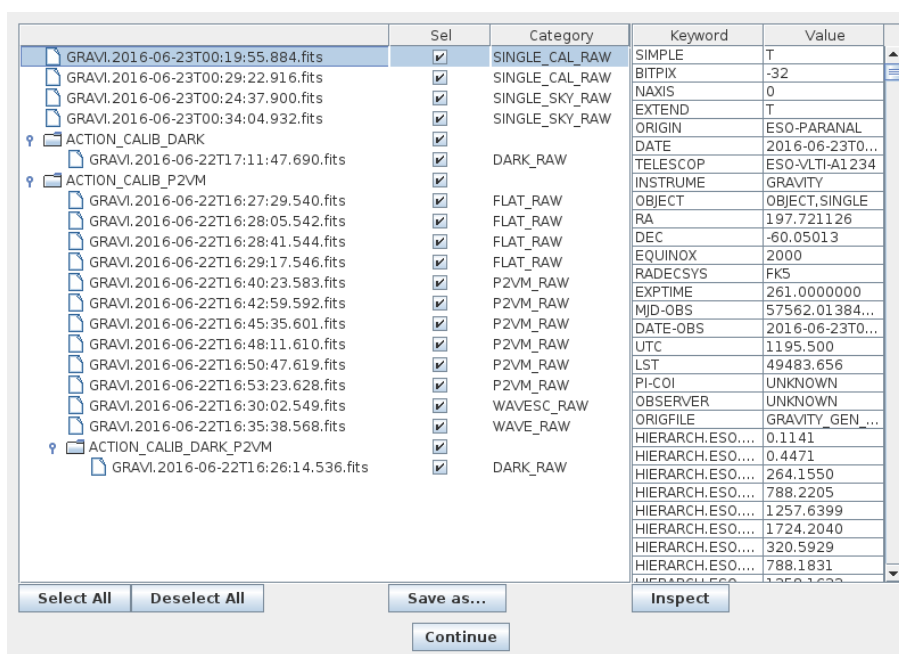 Sel Category Keyword Value
GRAVI.2016-06-23T00:19:55.884.fits SINGLE_CAL_RAW
GRAVI.2016-06-23T00:29:22.916.fits SINGLE_CAL_RAW
GRAVI.2016-06-23T00:24:37.900.fits SINGLE_SKY_RAW
GRAVI.2016-06-23T00:34:04.932.fits SINGLE_SKY_RAW
ACTION_CALIB_DARK
GRAVI.2016-06-22T17:11:47.690.fits DARK_RAW
ACTION_CALIB_P2VM
GRAVI.2016-06-22T16:27:29.540.fits FLAT_RAW
GRAVI.2016-06-22T16:28:05.542.fits FLAT_RAW
GRAVI.2016-06-22T16:28:41.544.fits FLAT_RAW
GRAVI.2016-06-22T16:29:17.546.fits FLAT_RAW
GRAVI.2016-06-22T16:40:23.583.fits P2VM_RAW
GRAVI.2016-06-22T16:42:59.592.fits P2VM_RAW
GRAVI.2016-06-22T16:45:35.601.fits P2VM_RAW
GRAVI.2016-06-22T16:48:11.610.fits P2VM_RAW
GRAVI.2016-06-22T16:50:47.619.fits P2VM_RAW
GRAVI.2016-06-22T16:53:23.628.fits P2VM_RAW
GRAVI.2016-06-22T16:30:02.549.fits WAVESC_RAW
GRAVI.2016-06-22T16:35:38.568.fits WAVE_RAW
ACTION_CALIB_DARK_P2VM
GRAVI.2016-06-22T16:26:14.536.fits DARK_RAW
SIMPLE T
BITPIX -32
NAXIS 0
EXTEND T
ORIGIN ESO-PARANAL
DATE 2016-06-23T0...
TELESCOP ESO-VLTI-A1234
INSTRUME GRAVITY
OBJECT OBJECT,SINGLE
RA 197.721126
DEC -60.05013
EQUINOX 2000
RADECSYS FK5
EXPTIME 261.0000000
MJD-OBS 57562.01384...
DATE-OBS 2016-06-23T0...
UTC 1195.500
LST 49483.656
PI-COI UNKNOWN
OBSERVER UNKNOWN
ORIGFILE GRAVITY_GEN_...
HIERARCH.ESO.... 0.1141
HIERARCH.ESO.... 0.4471
HIERARCH.ESO.... 264.1550
HIERARCH.ESO.... 788.2205
HIERARCH.ESO.... 1257.6399
HIERARCH.ESO.... 1724.2040
HIERARCH.ESO.... 320.5929
HIERARCH.ESO.... 788.1831
Select All Deselect All Save as... Inspect
Continue